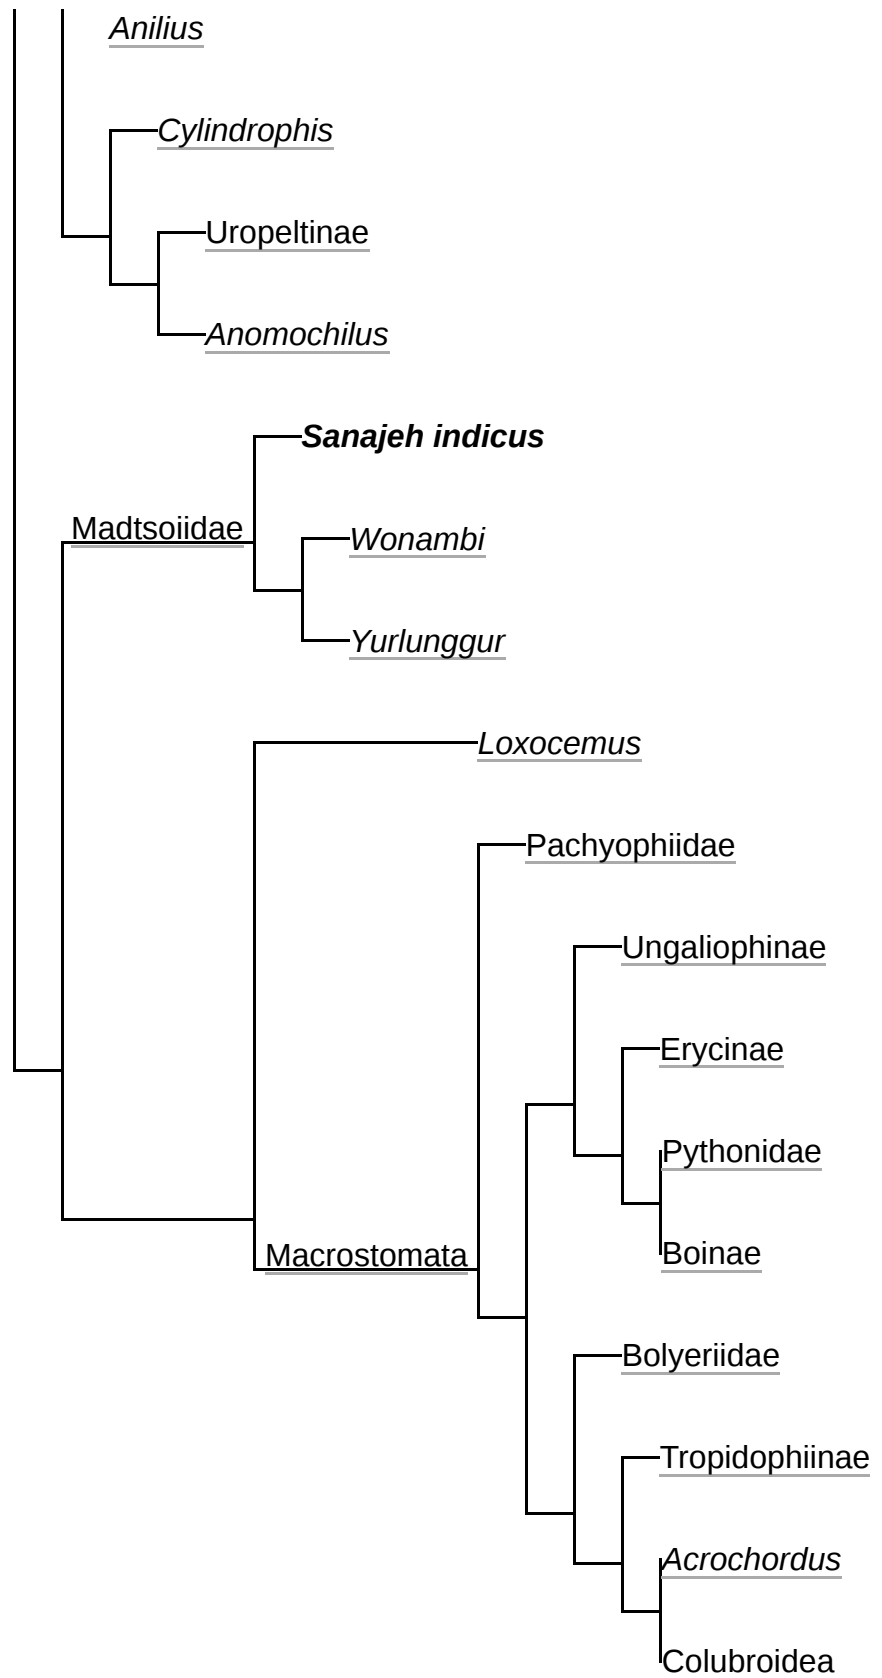 Anilius
Cylindrophis
Uropeltinae
Anomochilus
Sanajeh indicus
Madtsoiidae
Wonambi
Yurlunggur
Loxocemus
Pachyophiidae
Ungaliophinae
Erycinae
Pythonidae
Boinae
Macrostomata
Bolyeriidae
Tropidophiinae
Acrochordus
Colubroidea